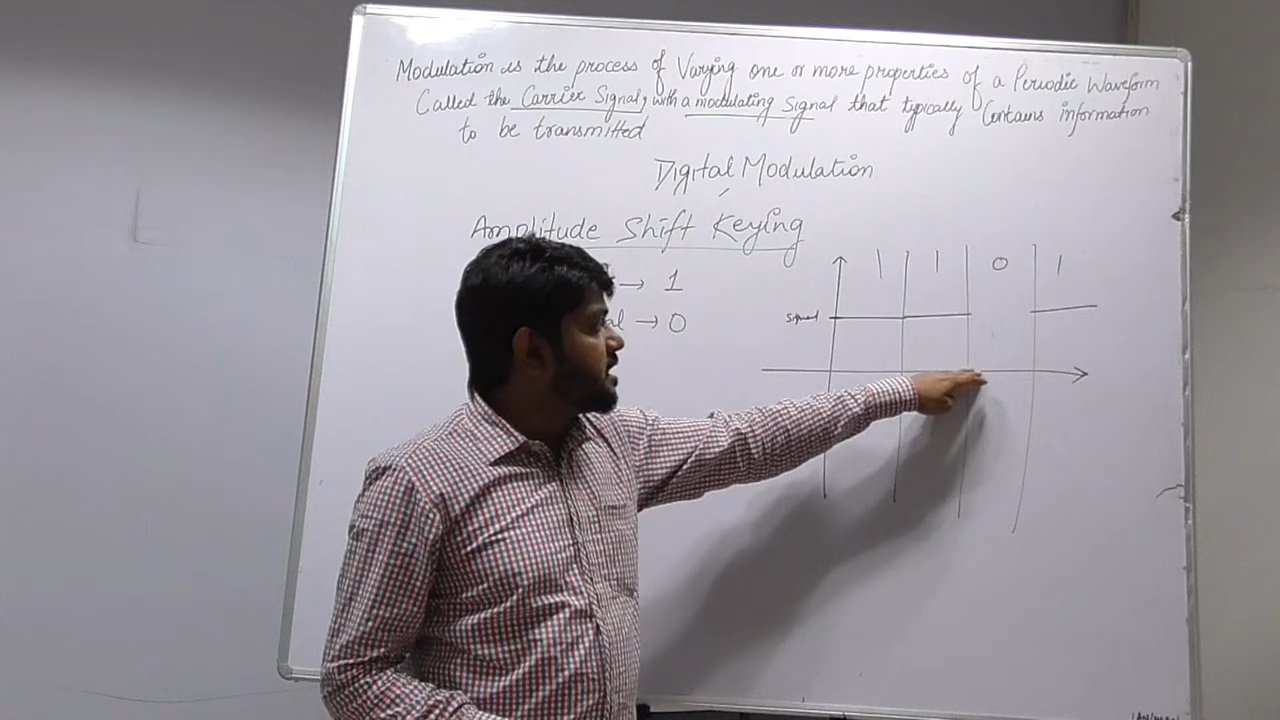 Modulation is the process of Varying one or more properties of a Periodic Waveform
Called the Carrier Signal, with a modulating Signal that typically Contains information
to be transmitted
Digital Modulation
Amplitude Shift Keying
→ 1
→ 0
1 1 0 1
Signal